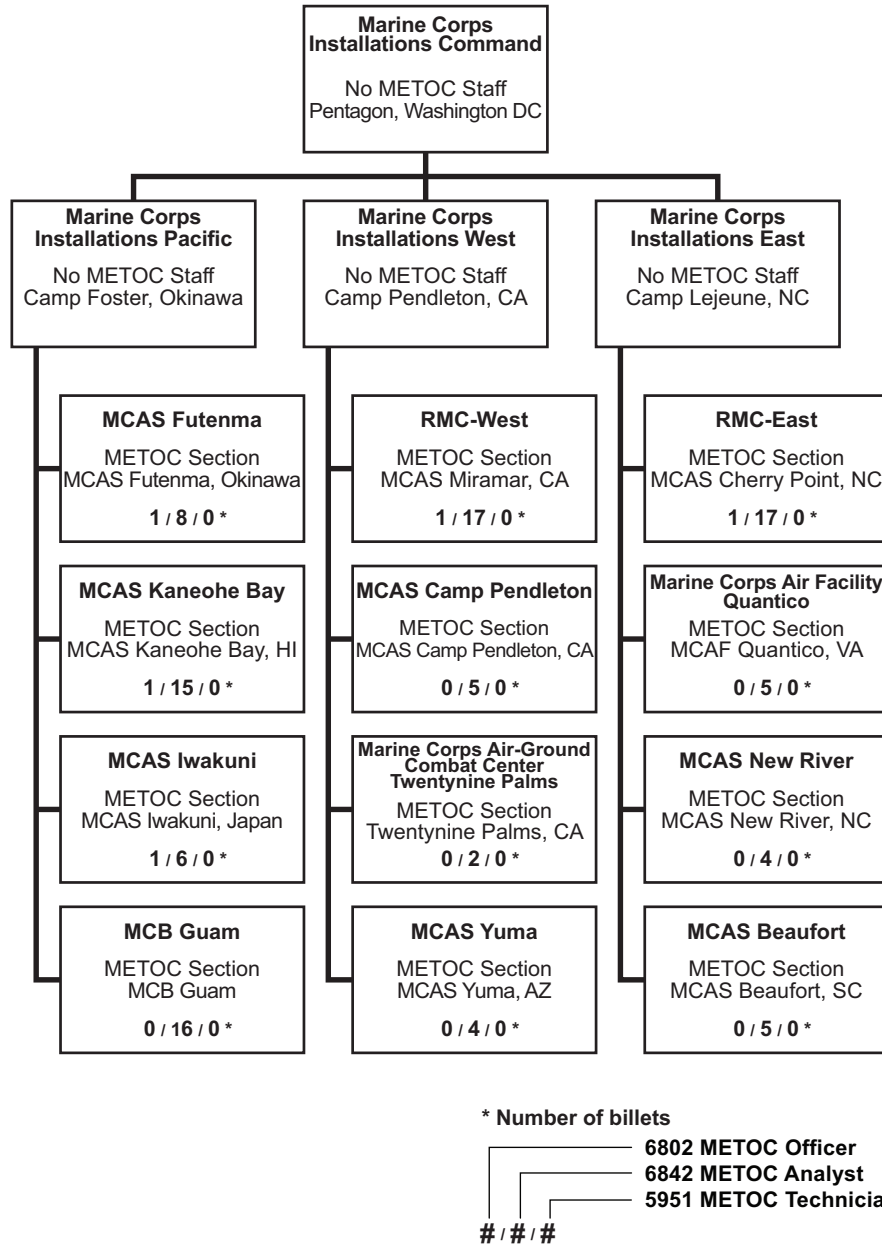 Marine Corps
Installations Command
No METOC Staff
Pentagon, Washington DC
Marine Corps
Installations Pacific
No METOC Staff
Camp Foster, Okinawa
Marine Corps
Installations West
No METOC Staff
Camp Pendleton, CA
Marine Corps
Installations East
No METOC Staff
Camp Lejeune, NC
MCAS Futenma
METOC Section
MCAS Futenma, Okinawa
1 / 8 / 0 *
RMC-West
METOC Section
MCAS Miramar, CA
1 / 17 / 0 *
RMC-East
METOC Section
MCAS Cherry Point, NC
1 / 17 / 0 *
MCAS Kaneohe Bay
METOC Section
MCAS Kaneohe Bay, HI
1 / 15 / 0 *
MCAS Camp Pendleton
METOC Section
MCAS Camp Pendleton, CA
0 / 5 / 0 *
Marine Corps Air Facility
Quantico
METOC Section
MCAF Quantico, VA
0 / 5 / 0 *
MCAS Iwakuni
METOC Section
MCAS Iwakuni, Japan
1 / 6 / 0 *
Marine Corps Air-Ground
Combat Center
Twentynine Palms
METOC Section
Twentynine Palms, CA
0 / 2 / 0 *
MCAS New River
METOC Section
MCAS New River, NC
0 / 4 / 0 *
MCB Guam
METOC Section
MCB Guam
0 / 16 / 0 *
MCAS Yuma
METOC Section
MCAS Yuma, AZ
0 / 4 / 0 *
MCAS Beaufort
METOC Section
MCAS Beaufort, SC
0 / 5 / 0 *
* Number of billets
6802 METOC Officer
6842 METOC Analyst
5951 METOC Technicia
# / # / #